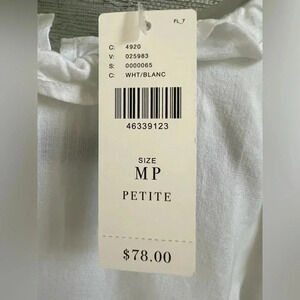 FL_7
C: 4920
V: 025983
S: 0000065
C: WHT/BLANC
46339123
SIZE
MP
PETITE
$78.00